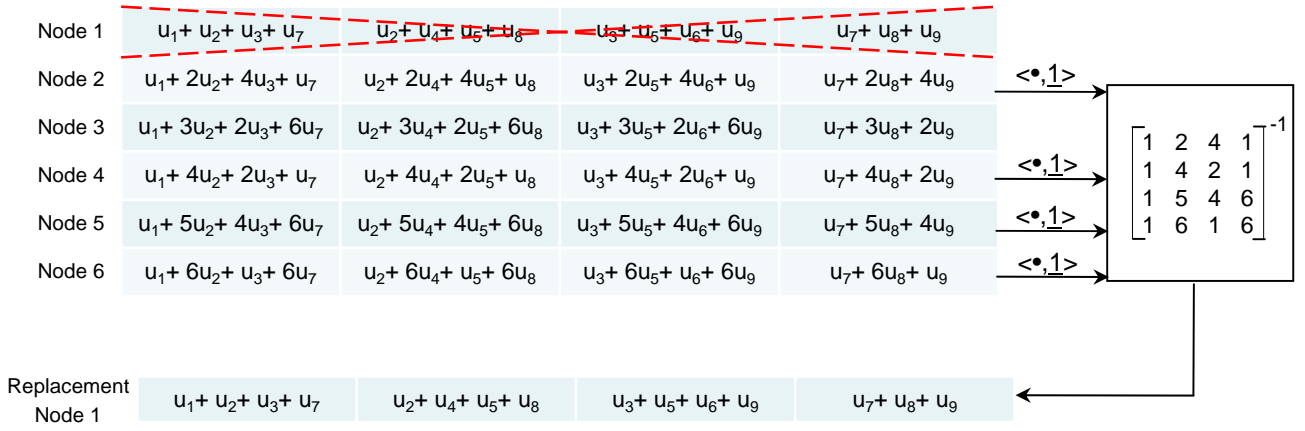 Node 1 u₁+ u₂+ u₃+ u₇ u₂+ u₄+ u₅+ u₈ u₃+ u₅+ u₆+ u₉ u₇+ u₈+ u₉
Node 2 u₁+ 2u₂+ 4u₃+ u₇ u₂+ 2u₄+ 4u₅+ u₈ u₃+ 2u₅+ 4u₆+ u₉ u₇+ 2u₈+ 4u₉ <•,1>
Node 3 u₁+ 3u₂+ 2u₃+ 6u₇ u₂+ 3u₄+ 2u₅+ 6u₈ u₃+ 3u₅+ 2u₆+ 6u₉ u₇+ 3u₈+ 2u₉
Node 4 u₁+ 4u₂+ 2u₃+ u₇ u₂+ 4u₄+ 2u₅+ u₈ u₃+ 4u₅+ 2u₆+ u₉ u₇+ 4u₈+ 2u₉ <•,1>
Node 5 u₁+ 5u₂+ 4u₃+ 6u₇ u₂+ 5u₄+ 4u₅+ 6u₈ u₃+ 5u₅+ 4u₆+ 6u₉ u₇+ 5u₈+ 4u₉ <•,1>
Node 6 u₁+ 6u₂+ u₃+ 6u₇ u₂+ 6u₄+ u₅+ 6u₈ u₃+ 6u₅+ u₆+ 6u₉ u₇+ 6u₈+ u₉ <•,1>
-1
1 2 4 1
1 4 2 1
1 5 4 6
1 6 1 6
Replacement
Node 1 u₁+ u₂+ u₃+ u₇ u₂+ u₄+ u₅+ u₈ u₃+ u₅+ u₆+ u₉ u₇+ u₈+ u₉